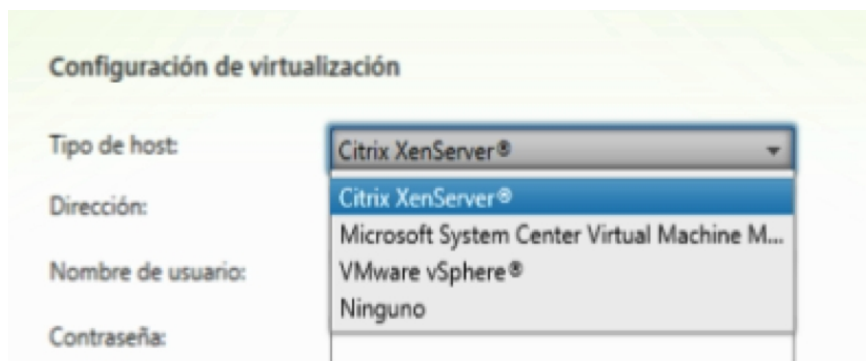 Configuración de virtualización
Tipo de host:
Citrix XenServer®
Citrix XenServer®
Dirección:
Microsoft System Center Virtual Machine M...
Nombre de usuario:
VMware vSphere®
Ninguno
Contraseña: